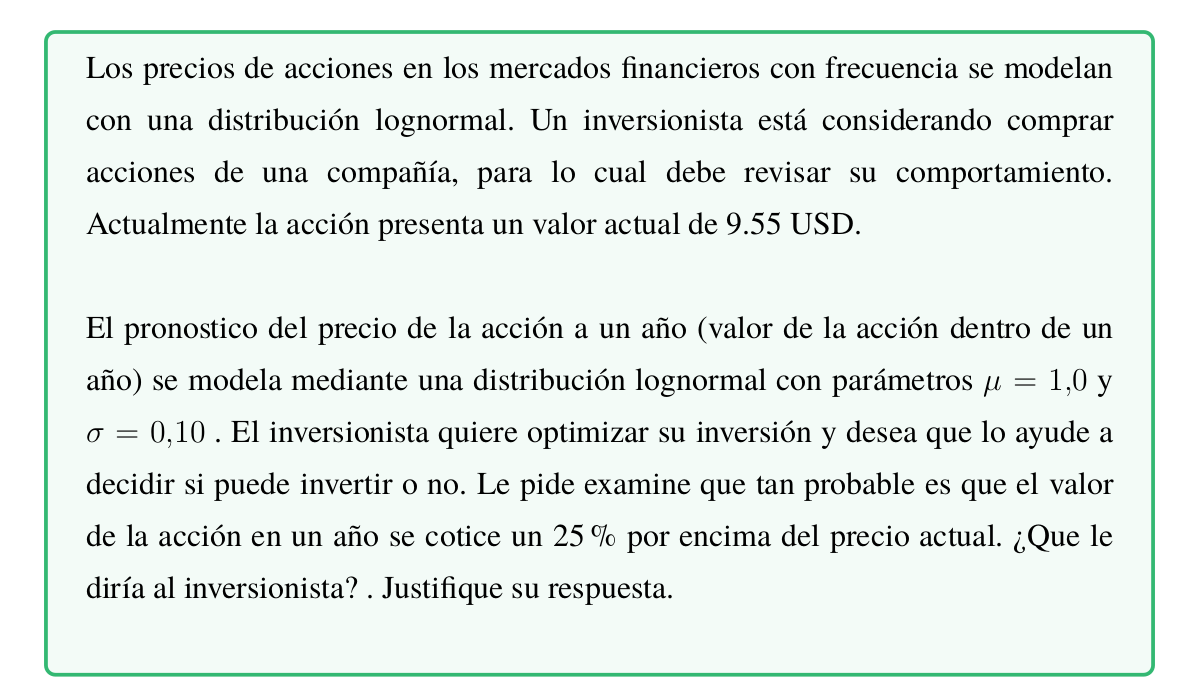 Los precios de acciones en los mercados financieros con frecuencia se modelan
con una distribución lognormal. Un inversionista está considerando comprar
acciones de una compañía, para lo cual debe revisar su comportamiento.
Actualmente la acción presenta un valor actual de 9.55 USD.
El pronostico del precio de la acción a un año (valor de la acción dentro de un
año) se modela mediante una distribución lognormal con parámetros μ = 1,0 y
σ = 0,10 . El inversionista quiere optimizar su inversión y desea que lo ayude a
decidir si puede invertir o no. Le pide examine que tan probable es que el valor
de la acción en un año se cotice un 25 % por encima del precio actual. ¿Que le
diría al inversionista? . Justifique su respuesta.